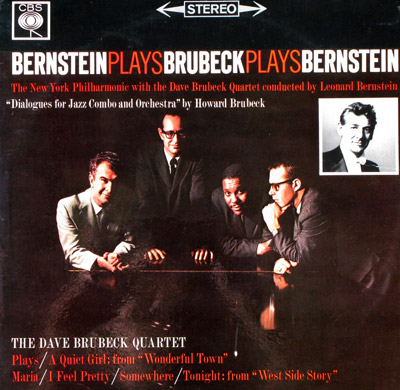 CBS
STEREO
BERNSTEIN PLAYS BRUBECK PLAYS BERNSTEIN
The New York Philharmonic with the Dave Brubeck Quartet conducted by Leonard Bernstein
"Dialogues for Jazz Combo and Orchestra" by Howard Brubeck
THE DAVE BRUBECK QUARTET
Plays/A Quiet Girl: from "Wonderful Town"
Maria/I Feel Pretty/Somewhere/Tonight: from "West Side Story"